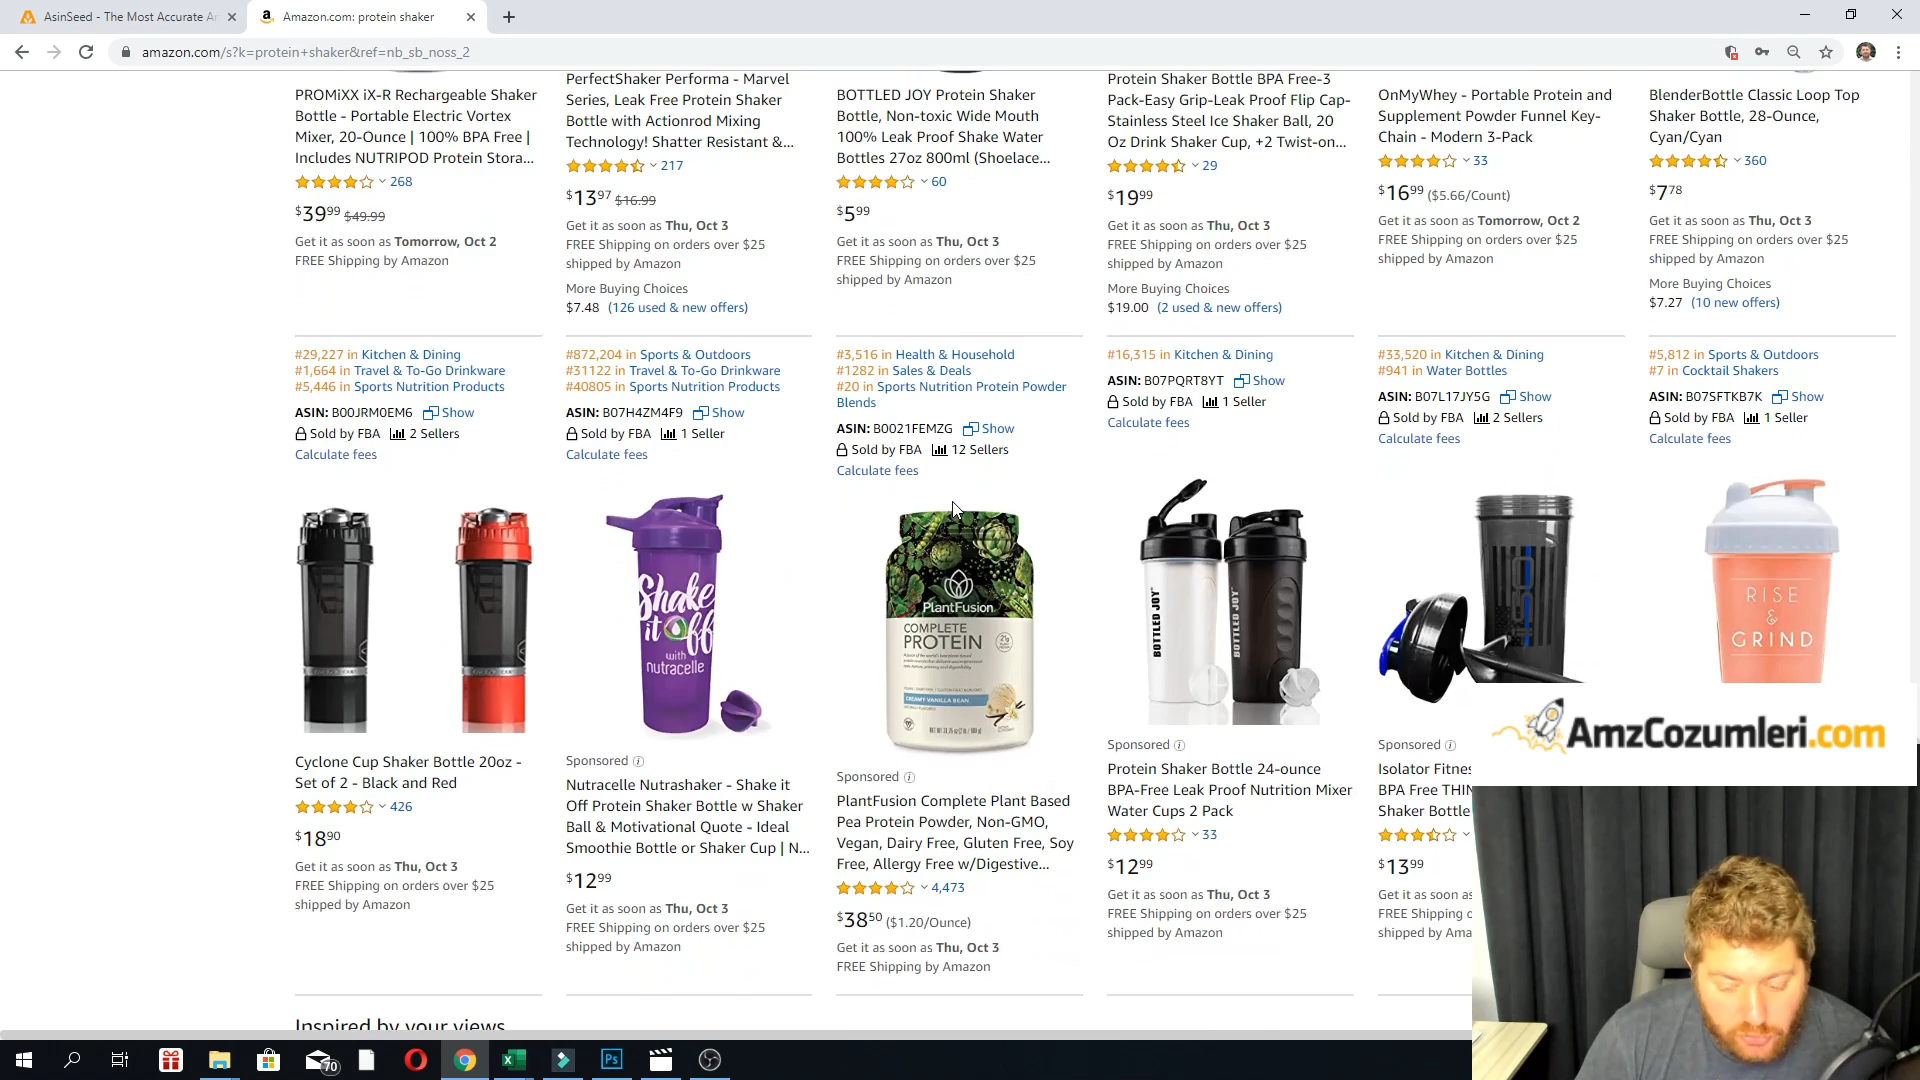 AsinSeed - The Most Accurate Ar
Amazon.com: protein shaker
amazon.com/s?k=protein+shaker&ref=nb_sb_noss_2
PROMiXX iX-R Rechargeable Shaker
Bottle - Portable Electric Vortex
Mixer, 20-Ounce | 100% BPA Free |
Includes NUTRIPOD Protein Stora...
268
$39.99 $49.99
Get it as soon as Tomorrow, Oct 2
FREE Shipping by Amazon
PerfectShaker Performa - Marvel
Series, Leak Free Protein Shaker
Bottle with Actionrod Mixing
Technology! Shatter Resistant &...
217
$13.97 $16.99
Get it as soon as Thu, Oct 3
FREE Shipping on orders over $25
shipped by Amazon
More Buying Choices
$7.48 (126 used & new offers)
BOTTLED JOY Protein Shaker
Bottle, Non-toxic Wide Mouth
100% Leak Proof Shake Water
Bottles 27oz 800ml (Shoelace...
60
$5.99
Get it as soon as Thu, Oct 3
FREE Shipping on orders over $25
shipped by Amazon
Protein Shaker Bottle BPA Free-3
Pack-Easy Grip-Leak Proof Flip Cap-
Stainless Steel Ice Shaker Ball, 20
Oz Drink Shaker Cup, +2 Twist-on...
29
$19.99
Get it as soon as Thu, Oct 3
FREE Shipping on orders over $25
shipped by Amazon
More Buying Choices
$19.00 (2 used & new offers)
OnMyWhey - Portable Protein and
Supplement Powder Funnel Key-
Chain - Modern 3-Pack
33
$16.99 ($5.66/Count)
Get it as soon as Tomorrow, Oct 2
FREE Shipping on orders over $25
shipped by Amazon
BlenderBottle Classic Loop Top
Shaker Bottle, 28-Ounce,
Cyan/Cyan
360
$7.78
Get it as soon as Thu, Oct 3
FREE Shipping on orders over $25
shipped by Amazon
More Buying Choices
$7.27 (10 new offers)
#29,227 in Kitchen & Dining
#1,664 in Travel & To-Go Drinkware
#5,446 in Sports Nutrition Products
ASIN: B00JRM0EM6 Show
Sold by FBA 2 Sellers
Calculate fees
#872,204 in Sports & Outdoors
#31122 in Travel & To-Go Drinkware
#40805 in Sports Nutrition Products
ASIN: B07H4ZM4F9 Show
Sold by FBA 1 Seller
Calculate fees
#3,516 in Health & Household
#1282 in Sales & Deals
#20 in Sports Nutrition Protein Powder
Blends
ASIN: B0021FEMZG Show
Sold by FBA 12 Sellers
Calculate fees
#16,315 in Kitchen & Dining
ASIN: B07PQRT8YT Show
Sold by FBA 1 Seller
Calculate fees
#33,520 in Kitchen & Dining
#941 in Water Bottles
ASIN: B07L17JY5G Show
Sold by FBA 2 Sellers
Calculate fees
#5,812 in Sports & Outdoors
#7 in Cocktail Shakers
ASIN: B07SFTKB7K Show
Sold by FBA 1 Seller
Calculate fees
Shake
it Off
with
nutracelle
PlantFusion
COMPLETE
PROTEIN
21g
CREAMY VANILLA BEAN
BOTTLED JOY
BOTTLED JOY
RISE
&
GRIND
Cyclone Cup Shaker Bottle 20oz -
Set of 2 - Black and Red
426
$18.90
Get it as soon as Thu, Oct 3
FREE Shipping on orders over $25
shipped by Amazon
Sponsored
Nutracelle Nutrashaker - Shake it
Off Protein Shaker Bottle w Shaker
Ball & Motivational Quote - Ideal
Smoothie Bottle or Shaker Cup | N...
$12.99
Get it as soon as Thu, Oct 3
FREE Shipping on orders over $25
shipped by Amazon
Sponsored
PlantFusion Complete Plant Based
Pea Protein Powder, Non-GMO,
Vegan, Dairy Free, Gluten Free, Soy
Free, Allergy Free w/Digestive...
4,473
$38.50 ($1.20/Ounce)
Get it as soon as Thu, Oct 3
FREE Shipping by Amazon
Sponsored
Protein Shaker Bottle 24-ounce
BPA-Free Leak Proof Nutrition Mixer
Water Cups 2 Pack
33
$12.99
Get it as soon as Thu, Oct 3
FREE Shipping on orders over $25
shipped by Amazon
Sponsored
Isolator Fitnes
BPA Free THIN
Shaker Bottle
$13.99
Get it as soon as
FREE Shipping o
shipped by Ama
AmzCozumleri.com
Inspired by your views
70
Ps